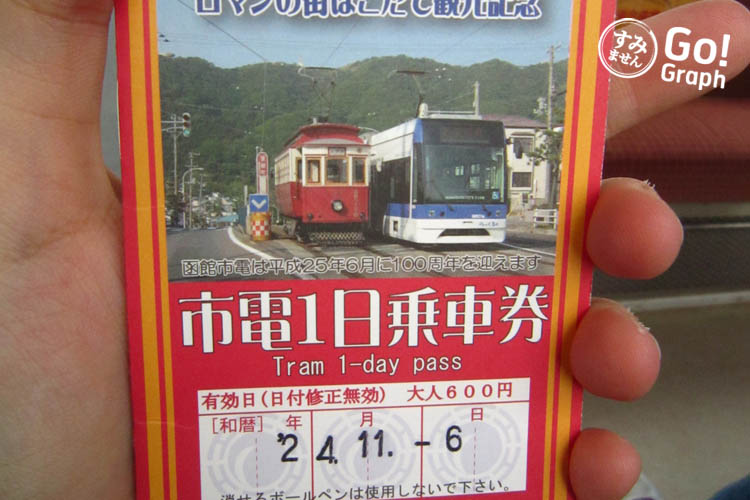 ロマンの街はこだて観光記念
すみ
ません
Go!
Graph
函館市電は平成25年6月に100周年を迎えます
市電1日乗車券
Tram 1-day pass
有効日(日付修正無効) 大人600円
[和暦] 年 月 日
'2 4. 11. - 6
消せるボールペンは使用しないで下さい。